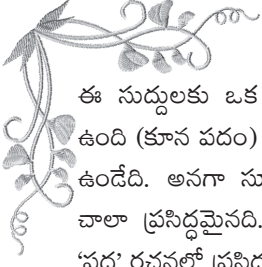 ఈ సుద్దులకు ఒక
ఉంది (కూన పదం)
ఉండేది. అనగా సు
చాలా ప్రసిద్ధమైనది.
'పద' రచనలో ప్రసిద్ధ